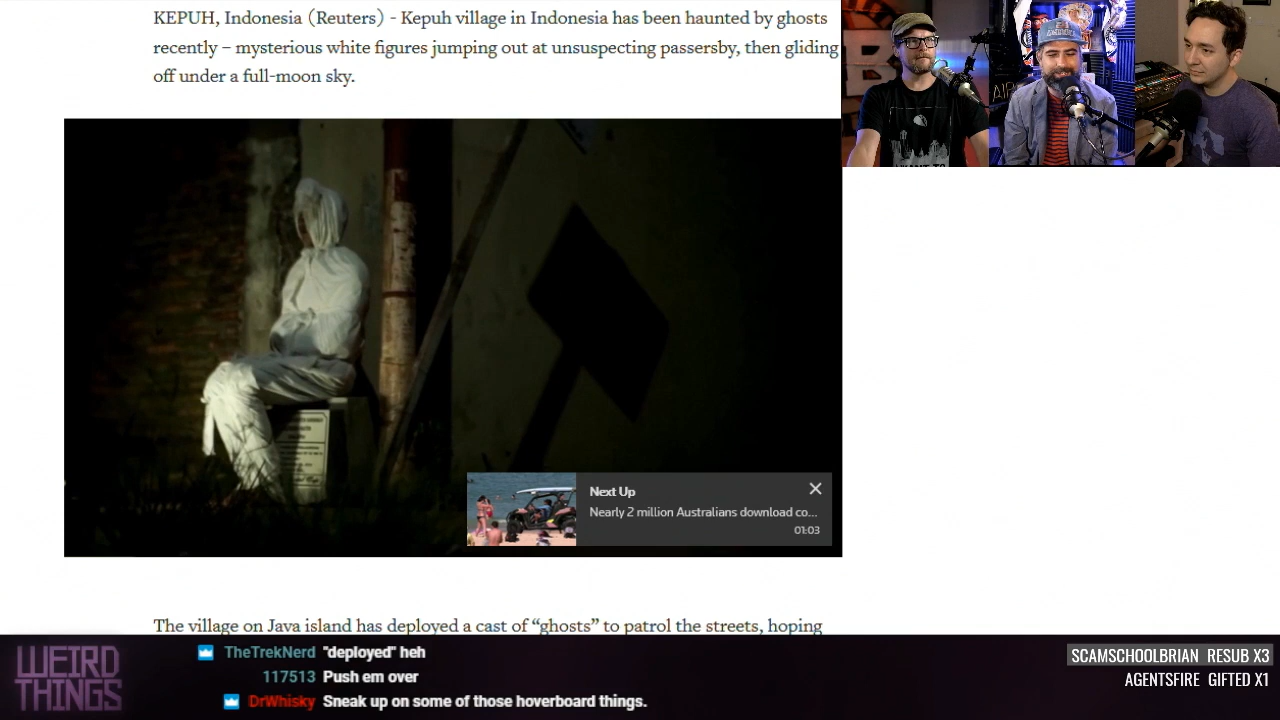 KEPUH, Indonesia (Reuters) - Kepuh village in Indonesia has been haunted by ghosts
recently – mysterious white figures jumping out at unsuspecting passersby, then gliding
off under a full-moon sky.
Next Up
Nearly 2 million Australians download co...
01:03
The village on Java island has deployed a cast of “ghosts” to patrol the streets, hoping
WEIRD
THINGS
TheTrekNerd "deployed" heh
117513 Push em over
DrWhisky Sneak up on some of those hoverboard things.
SCAMSCHOOLBRIAN RESUB X3
AGENTSFIRE GIFTED X1